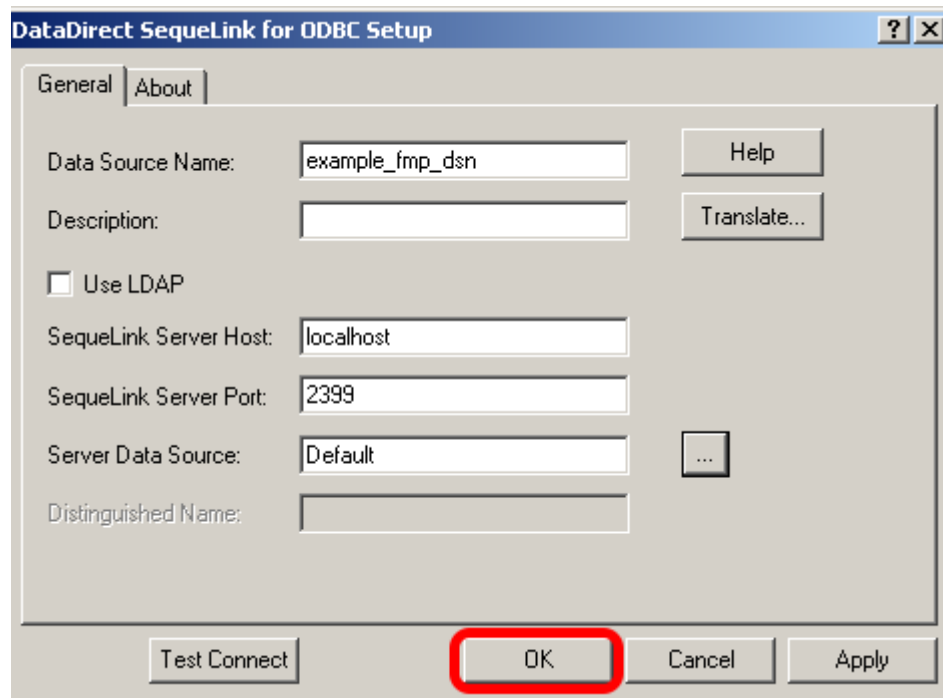 DataDirect SequeLink for ODBC Setup
?
General About
Data Source Name: example_fmp_dsn Help
Description: Translate...
Use LDAP
SequeLink Server Host: localhost
SequeLink Server Port: 2399
Server Data Source: Default ...
Distinguished Name:
Test Connect OK Cancel Apply